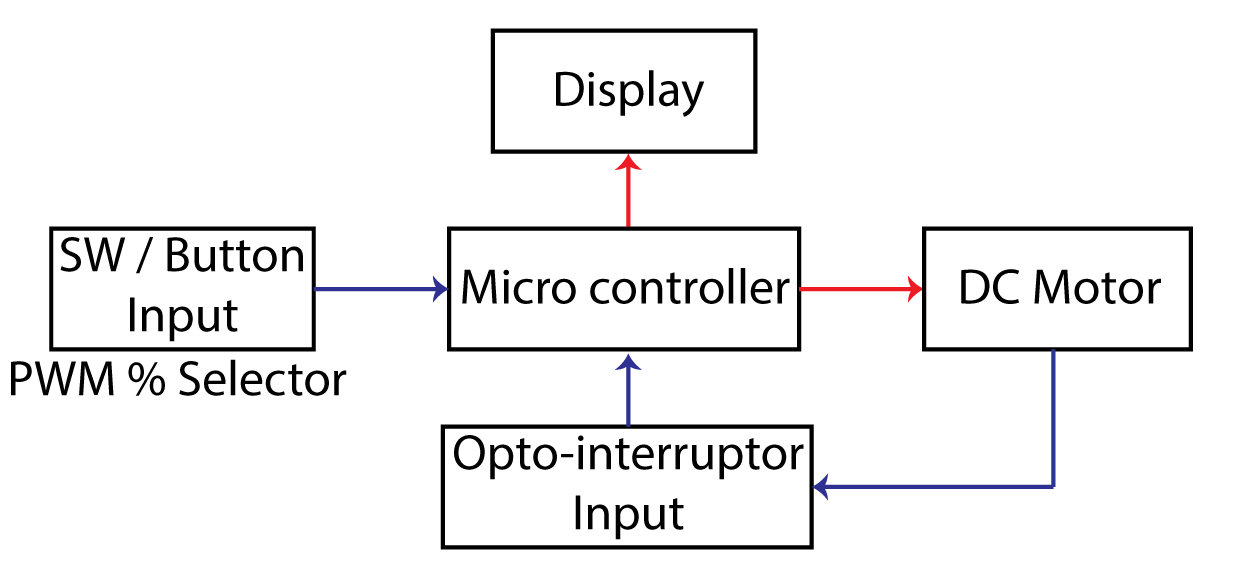 Display
SW / Button
Input
PWM % Selector
Micro controller
DC Motor
Opto-interruptor
Input